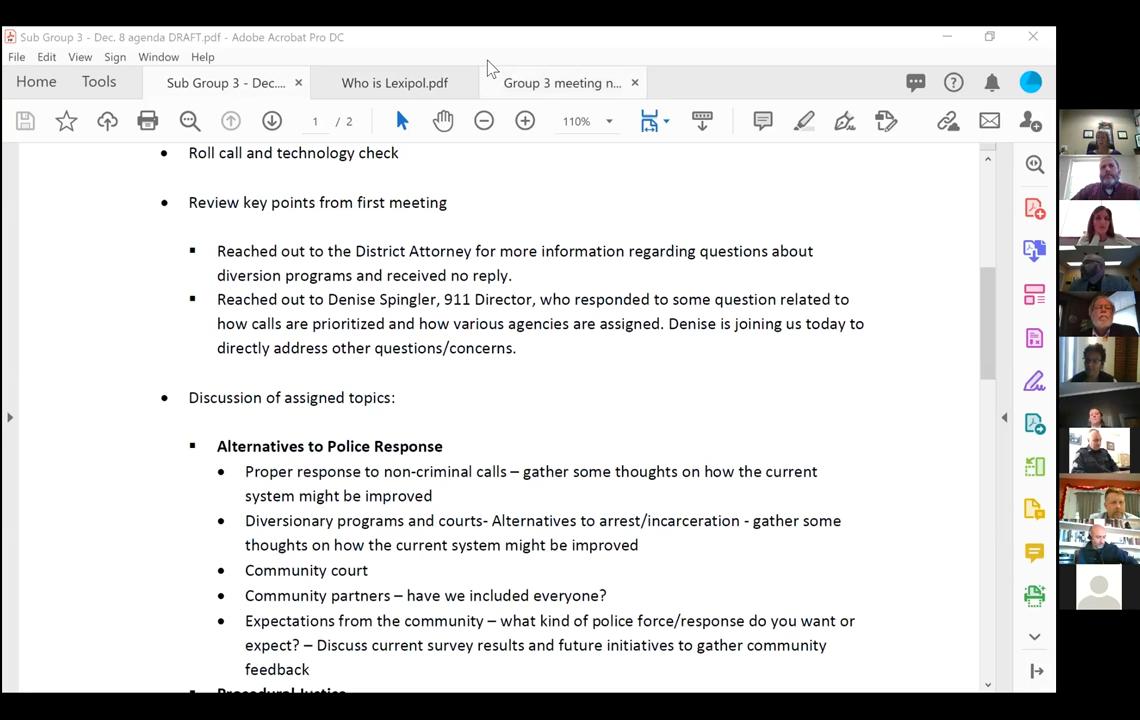 Sub Group 3 - Dec. 8 agenda DRAFT.pdf - Adobe Acrobat Pro DC
File Edit View Sign Window Help
Home Tools Sub Group 3 - Dec.... × Who is Lexipol.pdf Group 3 meeting n... ×
1 / 2 110%
• Roll call and technology check
• Review key points from first meeting
▪ Reached out to the District Attorney for more information regarding questions about
diversion programs and received no reply.
▪ Reached out to Denise Spingler, 911 Director, who responded to some question related to
how calls are prioritized and how various agencies are assigned. Denise is joining us today to
directly address other questions/concerns.
• Discussion of assigned topics:
▪ Alternatives to Police Response
• Proper response to non-criminal calls – gather some thoughts on how the current
system might be improved
• Diversionary programs and courts- Alternatives to arrest/incarceration - gather some
thoughts on how the current system might be improved
• Community court
• Community partners – have we included everyone?
• Expectations from the community – what kind of police force/response do you want or
expect? – Discuss current survey results and future initiatives to gather community
feedback
▪ Procedural Justice